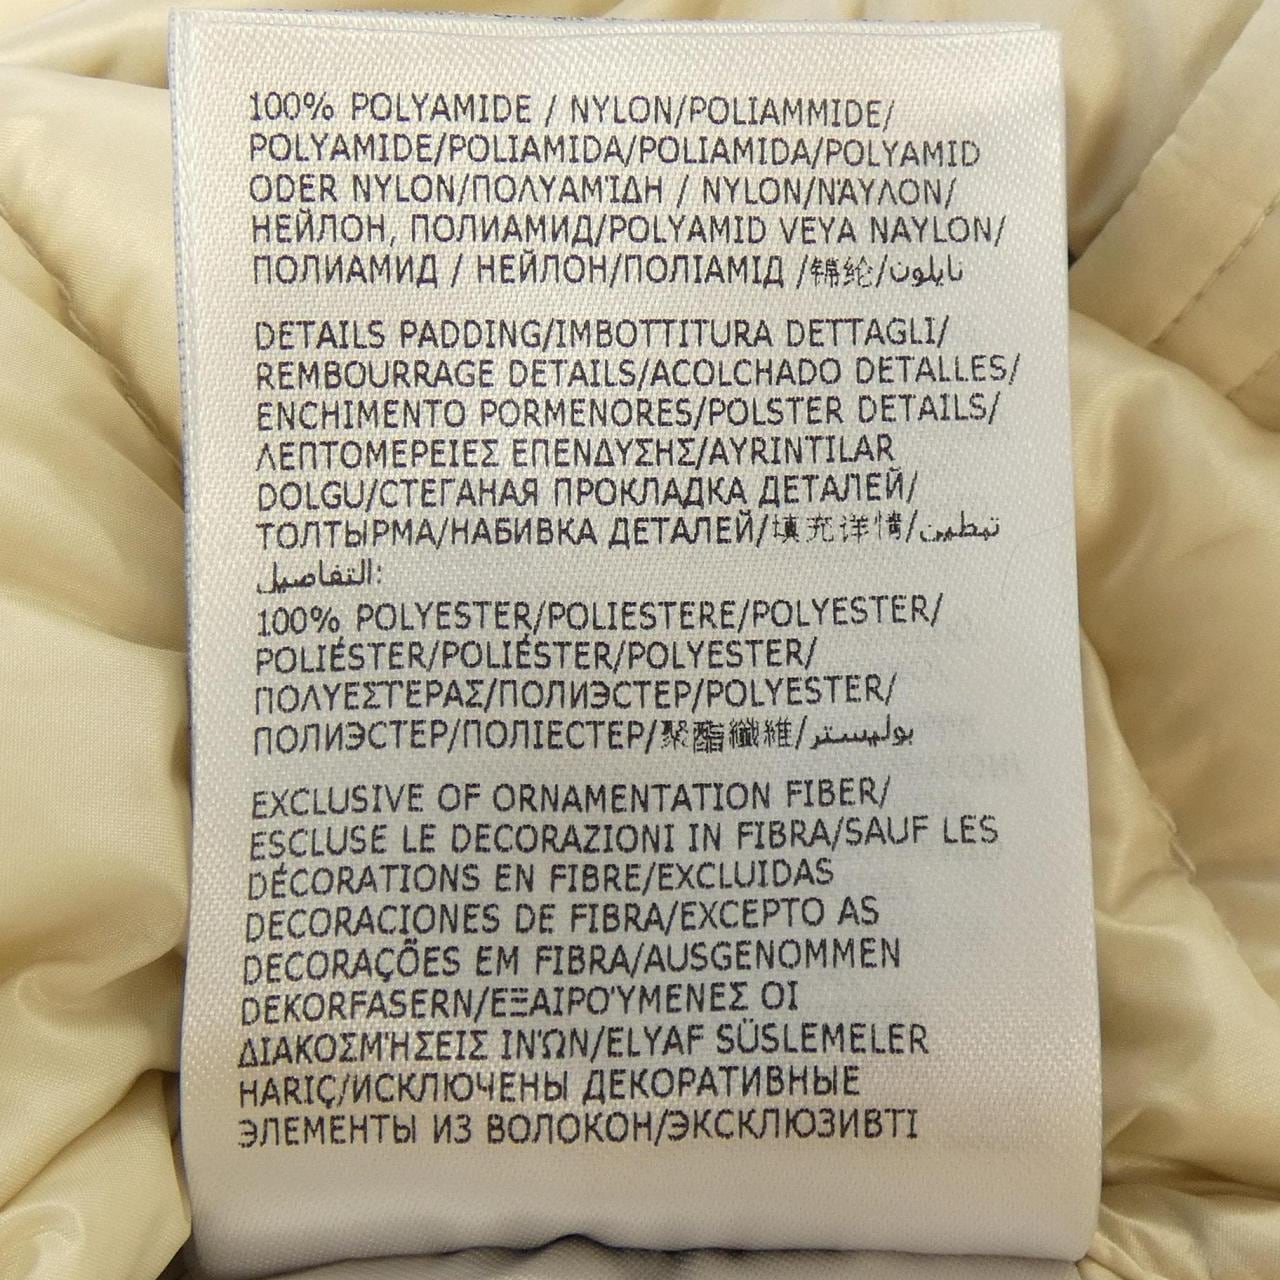 100% POLYAMIDE / NYLON/POLIAMMIDE/
POLYAMIDE/POLIAMIDA/POLIAMIDA/POLYAMID
ODER NYLON/ΠΟΛΥΑΜΊΔΗ / NYLON/ΝΆΥΛΟΝ/
НЕЙЛОН, ПОЛИАМИД/POLYAMID VEYA NAYLON/
ПОЛИАМИД / НЕЙЛОН/ПОЛІАМІД /锦纶/نايلون
DETAILS PADDING/IMBOTTITURA DETTAGLI/
REMBOURRAGE DETAILS/ACOLCHADO DETALLES/
ENCHIMENTO PORMENORES/POLSTER DETAILS/
ΛΕΠΤΟΜΕΡΕΙΕΣ ΕΠΕΝΔΥΣΗΣ/AYRINTILAR
DOLGU/СТЕГАНАЯ ПРОКЛАДКА ДЕТАЛЕЙ/
ТОЛТЫРМА/НАБИВКА ДЕТАЛЕЙ/填充详情/تبطين
التفاصيل:
100% POLYESTER/POLIESTERE/POLYESTER/
POLIÉSTER/POLIÉSTER/POLYESTER/
ΠΟΛΥΕΣΤΕΡΑΣ/ПОЛИЭСТЕР/POLYESTER/
ПОЛИЭСТЕР/ПОЛІЕСТЕР/聚酯纖維/بوليستر
EXCLUSIVE OF ORNAMENTATION FIBER/
ESCLUSE LE DECORAZIONI IN FIBRA/SAUF LES
DÉCORATIONS EN FIBRE/EXCLUIDAS
DECORACIONES DE FIBRA/EXCEPTO AS
DECORAÇÕES EM FIBRA/AUSGENOMMEN
DEKORFASERN/ΕΞΑΙΡΟΎΜΕΝΕΣ ΟΙ
ΔΙΑΚΟΣΜΉΣΕΙΣ ΙΝΏΝ/ELYAF SÜSLEMELER
HARIÇ/ИСКЛЮЧЕНЫ ДЕКОРАТИВНЫЕ
ЭЛЕМЕНТЫ ИЗ ВОЛОКОН/ЭКСКЛЮЗИВТІ